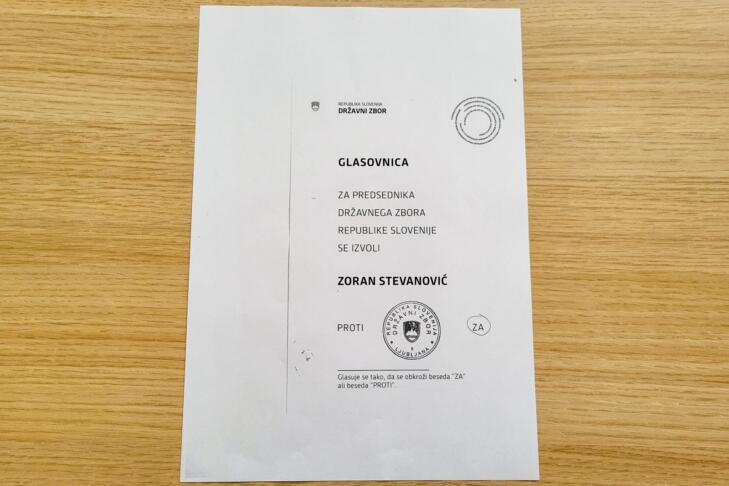 REPUBLIKA SLOVENIJA
DRŽAVNI ZBOR
GLASOVNICA
ZA PREDSEDNIKA
DRŽAVNEGA ZBORA
REPUBLIKE SLOVENIJE
SE IZVOLI
ZORAN STEVANOVIĆ
PROTI
REPUBLIKA SLOVENIJA
DRŽAVNI ZBOR
8
LJUBLJANA
ZA
Glasuje se tako, da se obkroži beseda "ZA"
ali beseda "PROTI".